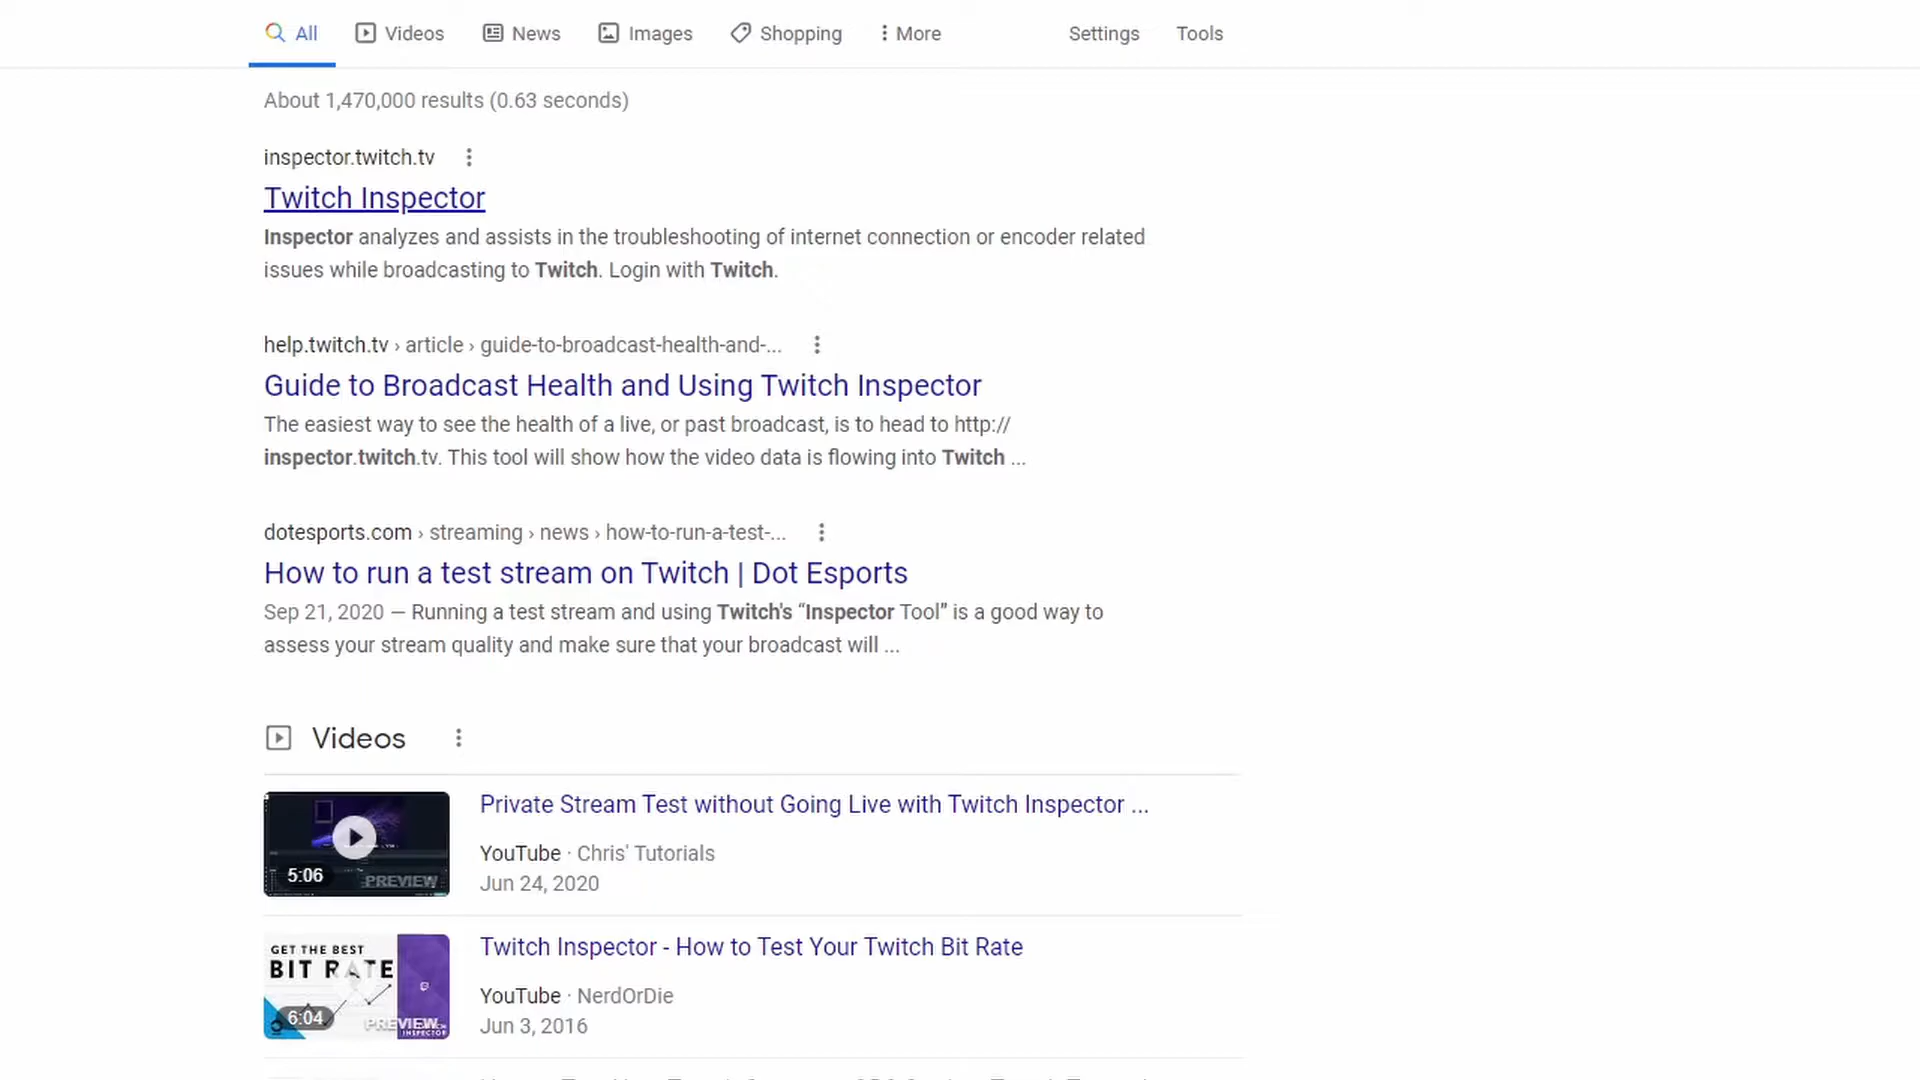 All Videos News Images Shopping More Settings Tools
About 1,470,000 results (0.63 seconds)
inspector.twitch.tv
Twitch Inspector
Inspector analyzes and assists in the troubleshooting of internet connection or encoder related
issues while broadcasting to Twitch. Login with Twitch.
help.twitch.tv › article › guide-to-broadcast-health-and-...
Guide to Broadcast Health and Using Twitch Inspector
The easiest way to see the health of a live, or past broadcast, is to head to http://
inspector.twitch.tv. This tool will show how the video data is flowing into Twitch ...
dotesports.com › streaming › news › how-to-run-a-test-...
How to run a test stream on Twitch | Dot Esports
Sep 21, 2020 — Running a test stream and using Twitch's “Inspector Tool” is a good way to
assess your stream quality and make sure that your broadcast will ...
Videos
Private Stream Test without Going Live with Twitch Inspector ...
YouTube · Chris' Tutorials
Jun 24, 2020
5:06
PREVIEW
Twitch Inspector - How to Test Your Twitch Bit Rate
YouTube · NerdOrDie
Jun 3, 2016
GET THE BEST
BIT RATE
6:04
PREVIEW
INSPECTOR